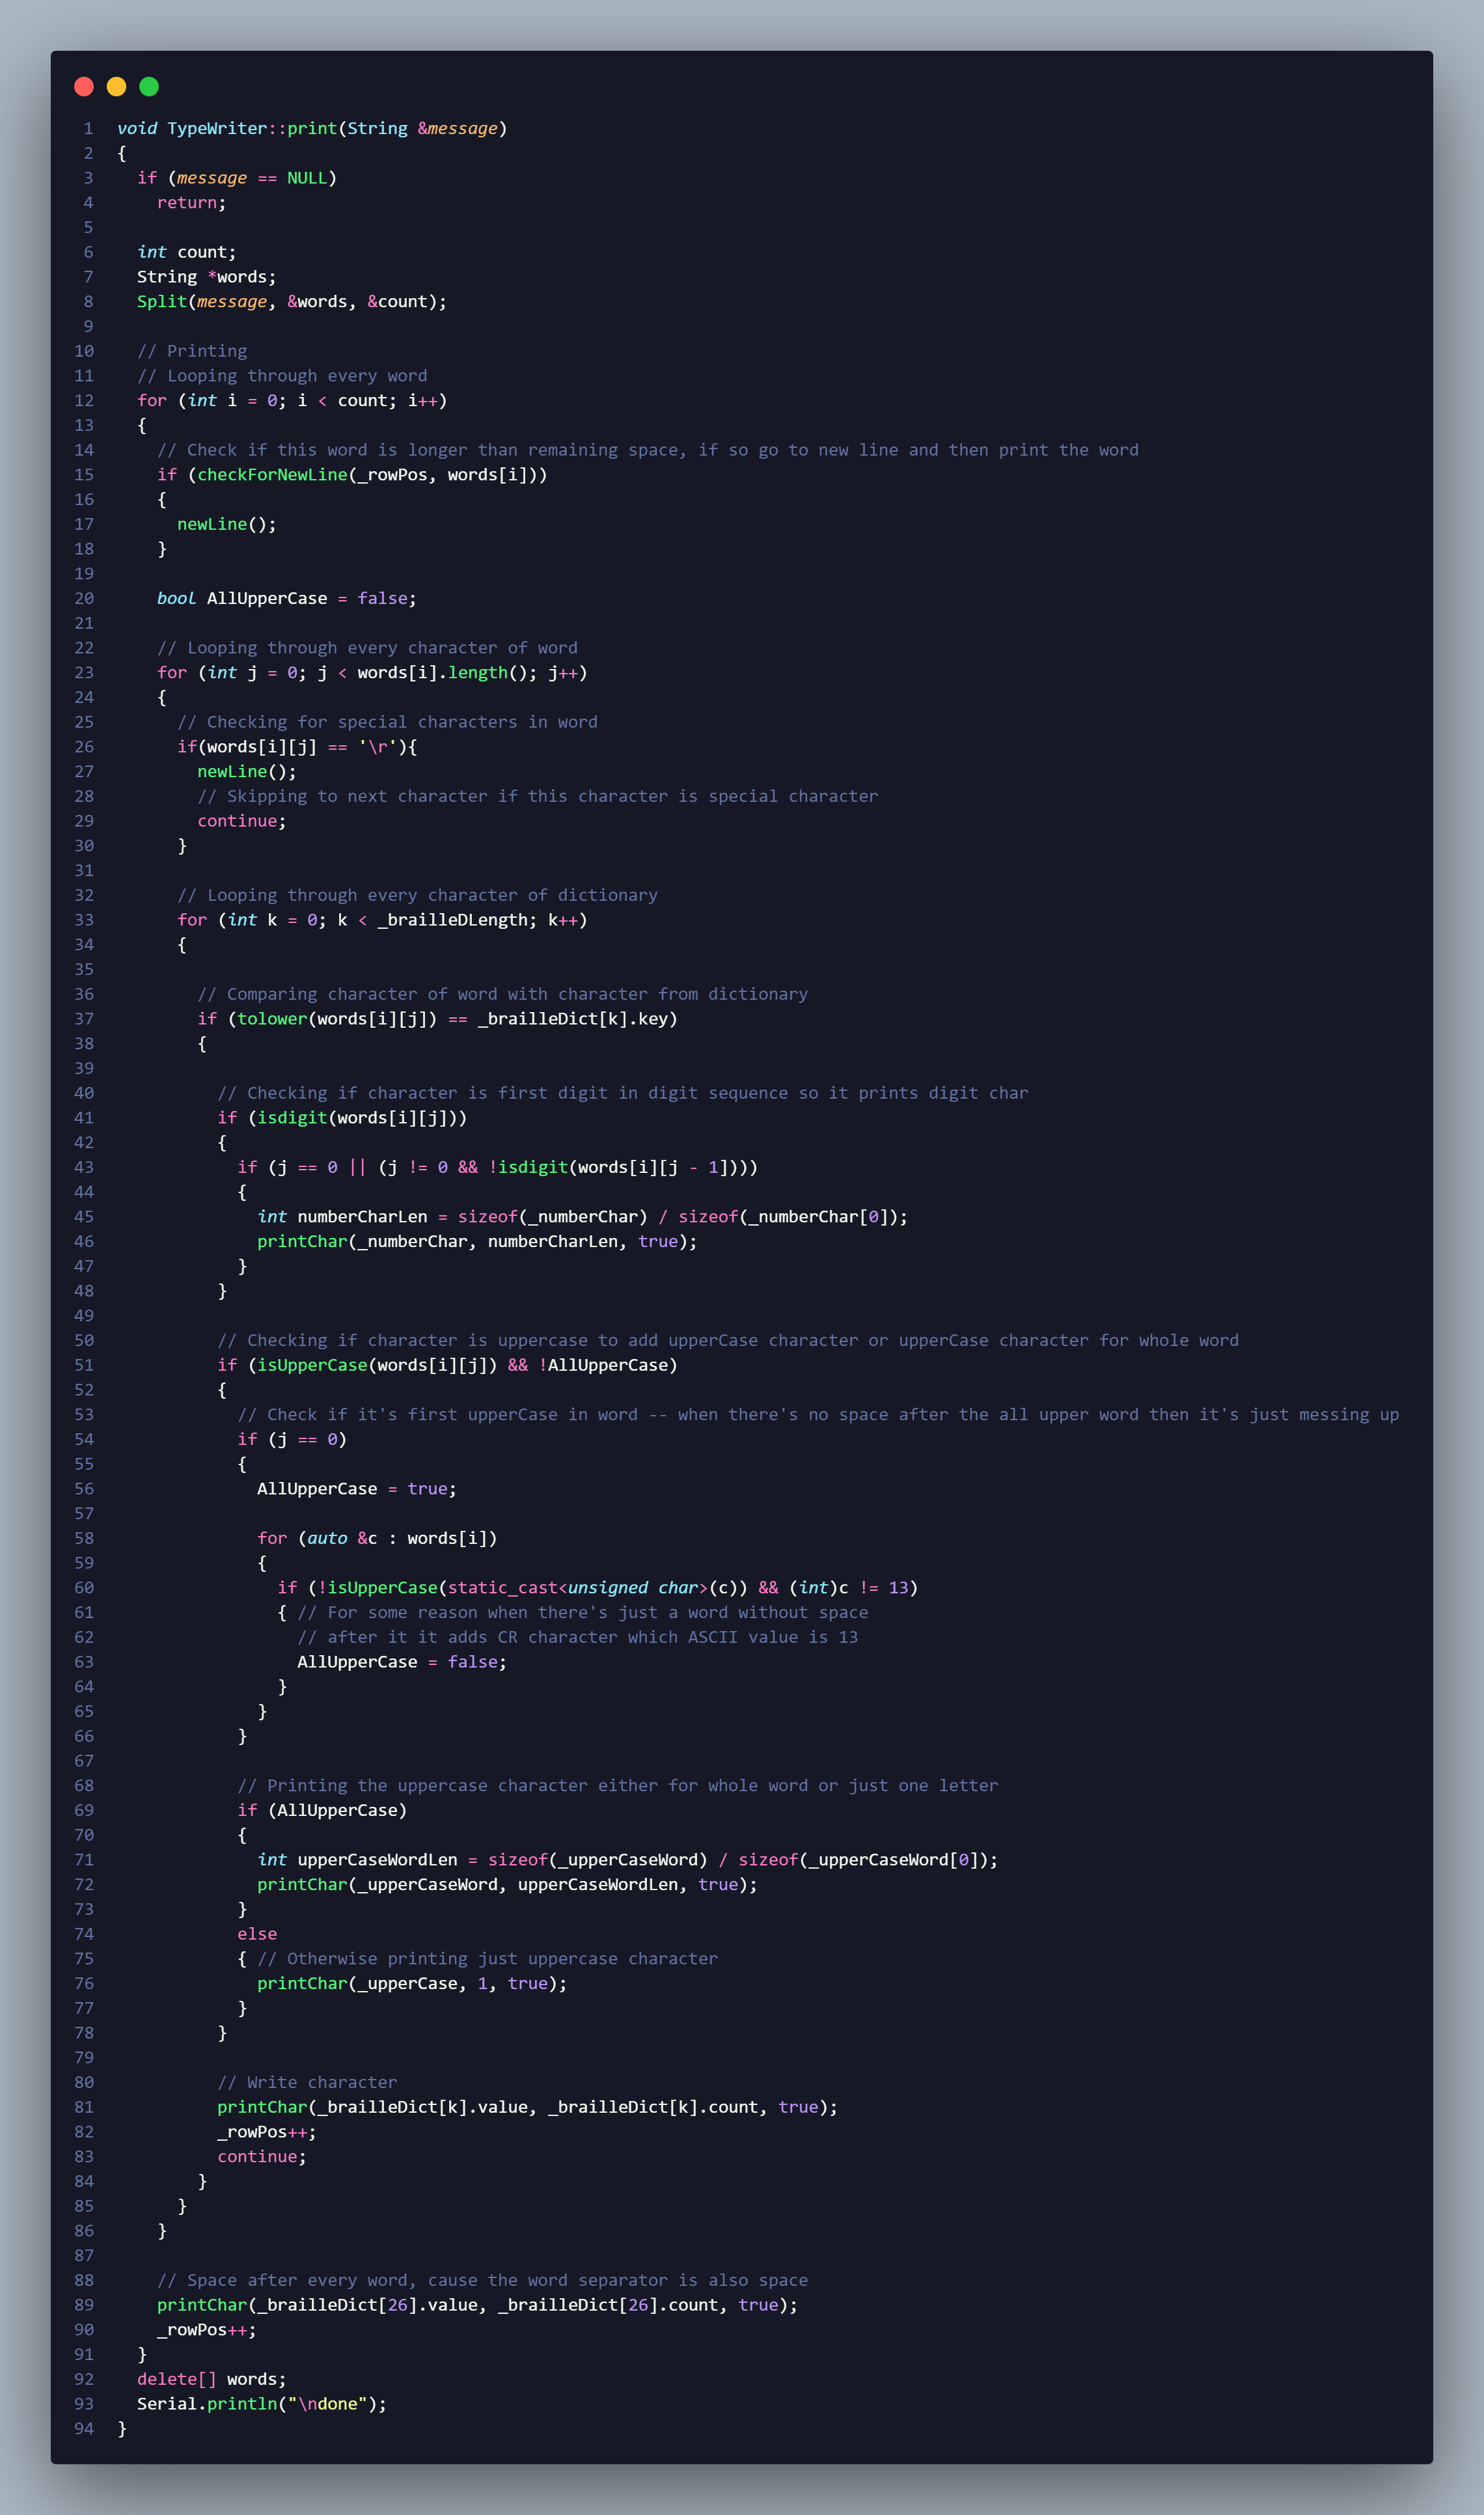 1 void TypeWriter::print(String &message)
2 {
3   if (message == NULL)
4     return;
5
6   int count;
7   String *words;
8   Split(message, &words, &count);
9
10   // Printing
11   // Looping through every word
12   for (int i = 0; i < count; i++)
13   {
14     // Check if this word is longer than remaining space, if so go to new line and then print the word
15     if (checkForNewLine(_rowPos, words[i]))
16     {
17       newLine();
18     }
19
20     bool AllUpperCase = false;
21
22     // Looping through every character of word
23     for (int j = 0; j < words[i].length(); j++)
24     {
25       // Checking for special characters in word
26       if(words[i][j] == '\r'){
27         newLine();
28         // Skipping to next character if this character is special character
29         continue;
30       }
31
32       // Looping through every character of dictionary
33       for (int k = 0; k < _brailleDLength; k++)
34       {
35
36         // Comparing character of word with character from dictionary
37         if (tolower(words[i][j]) == _brailleDict[k].key)
38         {
39
40           // Checking if character is first digit in digit sequence so it prints digit char
41           if (isdigit(words[i][j]))
42           {
43             if (j == 0 || (j != 0 && !isdigit(words[i][j - 1])))
44             {
45               int numberCharLen = sizeof(_numberChar) / sizeof(_numberChar[0]);
46               printChar(_numberChar, numberCharLen, true);
47             }
48           }
49
50           // Checking if character is uppercase to add upperCase character or upperCase character for whole word
51           if (isUpperCase(words[i][j]) && !AllUpperCase)
52           {
53             // Check if it's first upperCase in word -- when there's no space after the all upper word then it's just messing up
54             if (j == 0)
55             {
56               AllUpperCase = true;
57
58               for (auto &c : words[i])
59               {
60                 if (!isUpperCase(static_cast<unsigned char>(c)) && (int)c != 13)
61                 { // For some reason when there's just a word without space
62                   // after it it adds CR character which ASCII value is 13
63                   AllUpperCase = false;
64                 }
65               }
66             }
67
68             // Printing the uppercase character either for whole word or just one letter
69             if (AllUpperCase)
70             {
71               int upperCaseWordLen = sizeof(_upperCaseWord) / sizeof(_upperCaseWord[0]);
72               printChar(_upperCaseWord, upperCaseWordLen, true);
73             }
74             else
75             { // Otherwise printing just uppercase character
76               printChar(_upperCase, 1, true);
77             }
78           }
79
80           // Write character
81           printChar(_brailleDict[k].value, _brailleDict[k].count, true);
82           _rowPos++;
83           continue;
84         }
85       }
86     }
87
88     // Space after every word, cause the word separator is also space
89     printChar(_brailleDict[26].value, _brailleDict[26].count, true);
90     _rowPos++;
91   }
92   delete[] words;
93   Serial.println("\ndone");
94 }